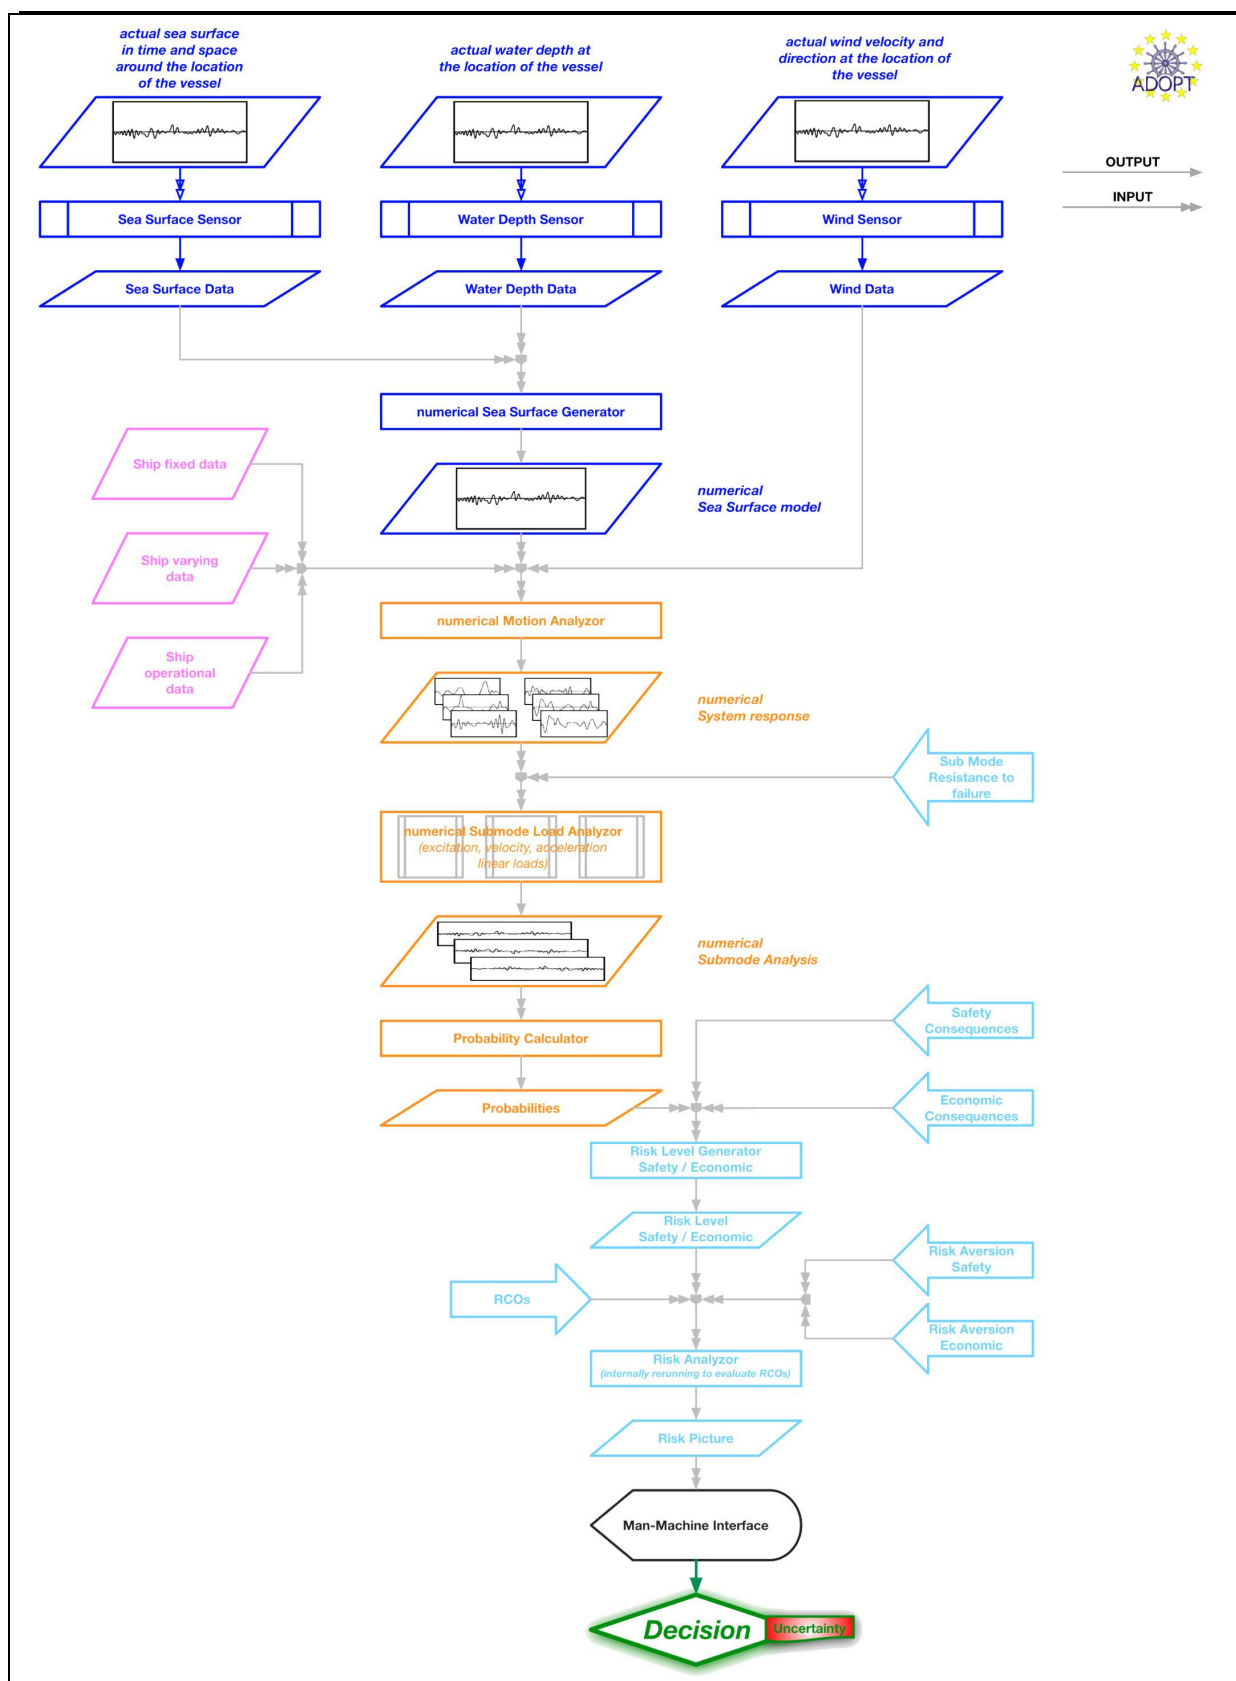 actual sea surface
in time and space
around the location
of the vessel
actual water depth at
the location of the vessel
actual wind velocity and
direction at the location of
the vessel
ADOPT
OUTPUT
INPUT
Sea Surface Sensor
Water Depth Sensor
Wind Sensor
Sea Surface Data
Water Depth Data
Wind Data
numerical Sea Surface Generator
Ship fixed data
numerical
Sea Surface model
Ship varying
data
numerical Motion Analyzor
Ship
operational
data
numerical
System response
Sub Mode
Resistance to
failure
numerical Submode Load Analyzor
(excitation, velocity, acceleration
linear loads)
numerical
Submode Analysis
Safety
Consequences
Probability Calculator
Economic
Consequences
Probabilities
Risk Level Generator
Safety / Economic
Risk Level
Safety / Economic
Risk Aversion
Safety
RCOs
Risk Aversion
Economic
Risk Analyzor
(internally rerunning to evaluate RCOs)
Risk Picture
Man-Machine Interface
Decision
Uncertainty